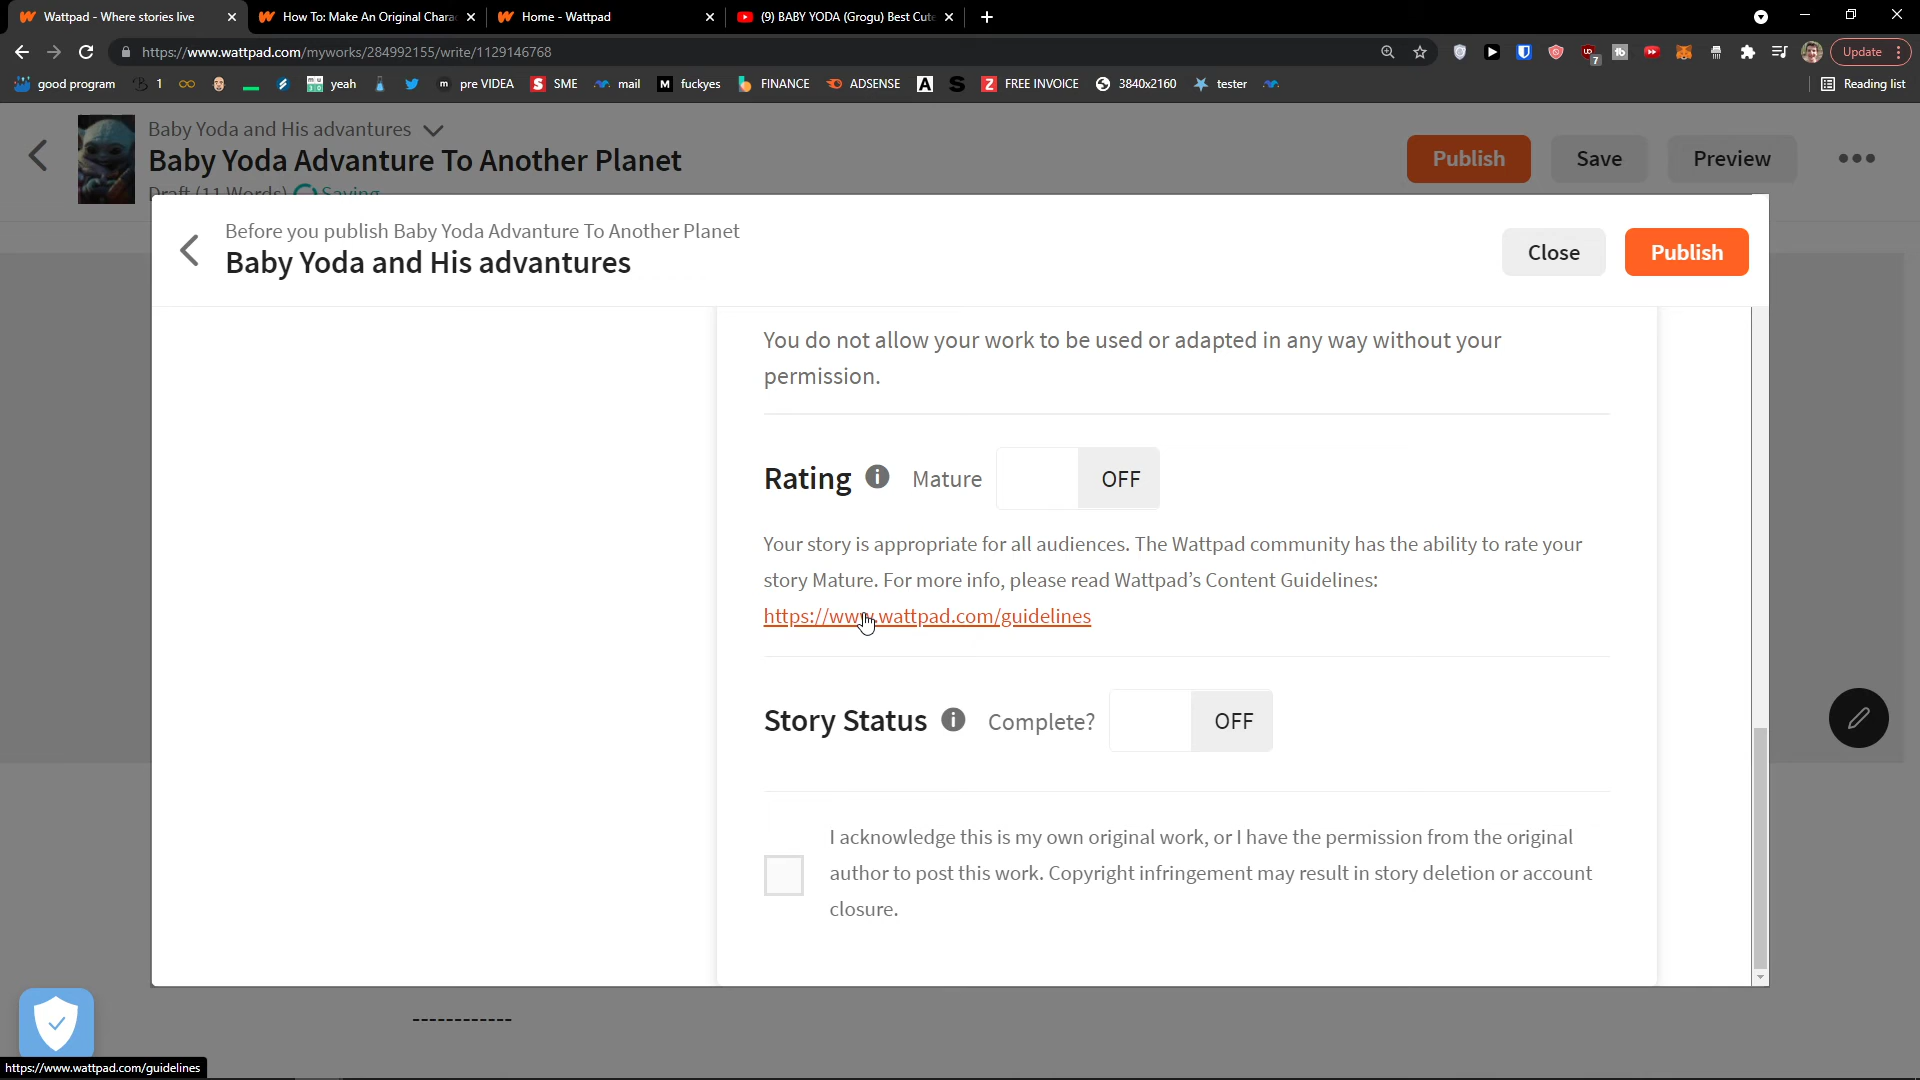 Wattpad - Where stories live
How To: Make An Original Charac
Home - Wattpad
(9) BABY YODA (Grogu) Best Cute
https://www.wattpad.com/myworks/284992155/write/1129146768
7
Update
good program
1
yeah
pre VIDEA
SME
mail
fuckyes
FINANCE
ADSENSE
FREE INVOICE
3840x2160
tester
Reading list
Baby Yoda and His advantures
Baby Yoda Advanture To Another Planet
Draft (11 Words) Saving
Publish
Save
Preview
Before you publish Baby Yoda Advanture To Another Planet
Baby Yoda and His advantures
Close
Publish
You do not allow your work to be used or adapted in any way without your
permission.
Rating
Mature
OFF
Your story is appropriate for all audiences. The Wattpad community has the ability to rate your
story Mature. For more info, please read Wattpad's Content Guidelines:
https://www.wattpad.com/guidelines
Story Status
Complete?
OFF
I acknowledge this is my own original work, or I have the permission from the original
author to post this work. Copyright infringement may result in story deletion or account
closure.
------------
https://www.wattpad.com/guidelines